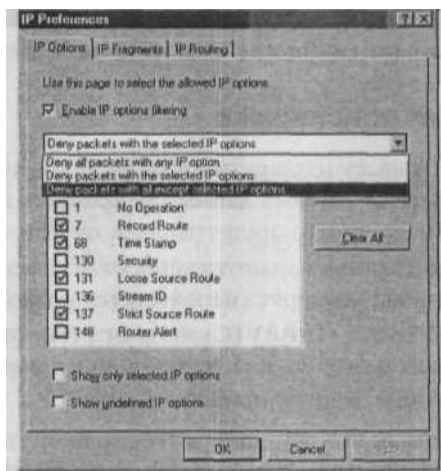 IP Preferences
IP Options IP Fragments IP Routing
Use this page to select the allowed IP options.
Enable IP options filtering
Deny packets with the selected IP options
Deny all packets with any IP option
Deny packets with the selected IP options
Deny packets with all except selected IP options
1 No Operation
7 Record Route
68 Time Stamp
130 Security
131 Loose Source Route
136 Stream ID
137 Strict Source Route
148 Router Alert
Clear All
Show only selected IP options
Show undefined IP options
OK Cancel